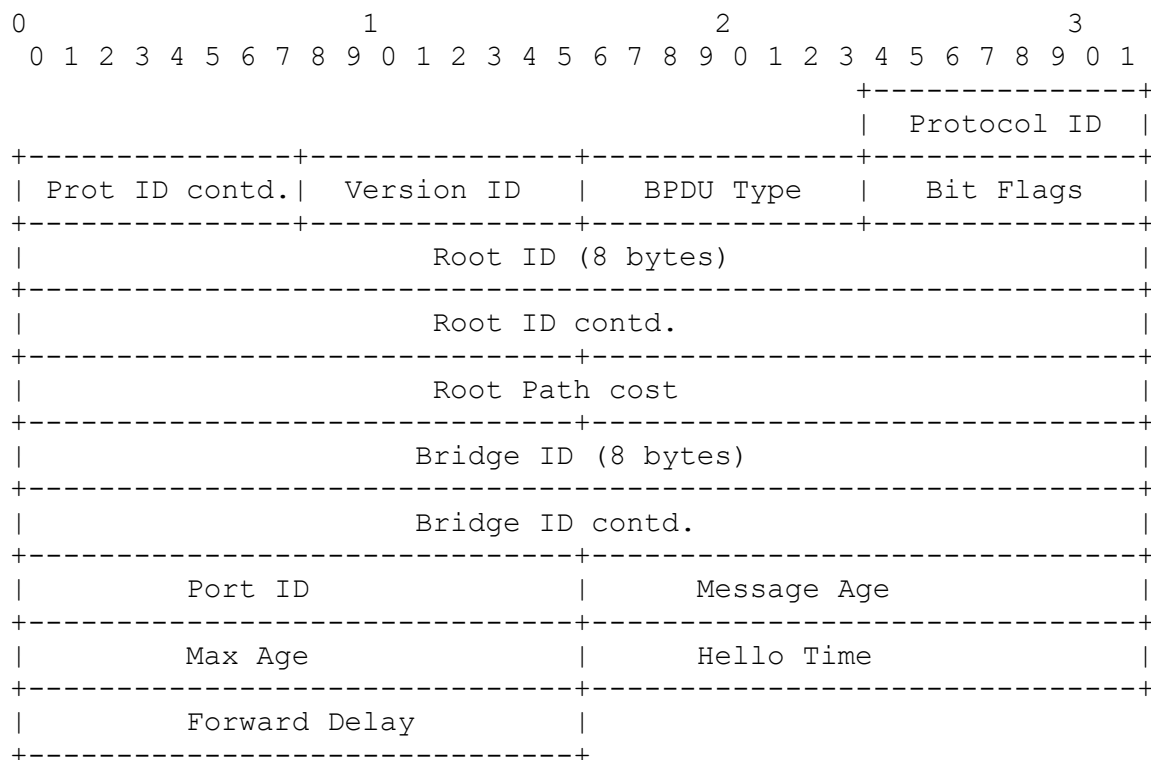 0                   1                   2                   3
 0 1 2 3 4 5 6 7 8 9 0 1 2 3 4 5 6 7 8 9 0 1 2 3 4 5 6 7 8 9 0 1
                                                +---------------+
                                                |  Protocol ID  |
+---------------+---------------+---------------+---------------+
| Prot ID contd.|  Version ID   |   BPDU Type   |   Bit Flags   |
+---------------+---------------+---------------+---------------+
|                       Root ID (8 bytes)                       |
+---------------------------------------------------------------+
|                       Root ID contd.                          |
+-------------------------------+-------------------------------+
|                       Root Path cost                          |
+-------------------------------+-------------------------------+
|                      Bridge ID (8 bytes)                      |
+---------------------------------------------------------------+
|                      Bridge ID contd.                         |
+-------------------------------+-------------------------------+
|         Port ID               |      Message Age              |
+-------------------------------+-------------------------------+
|         Max Age               |      Hello Time               |
+-------------------------------+-------------------------------+
|         Forward Delay         |
+-------------------------------+